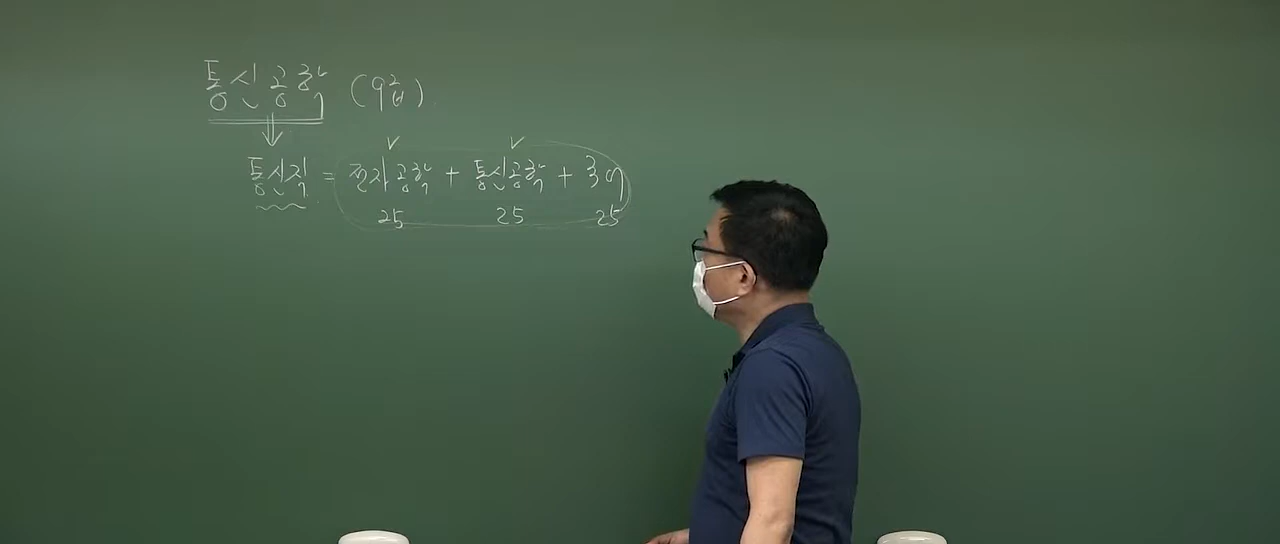 통신공학 (9급)
통신직 = 전자공학 + 통신공학 + 국어
25 25 25